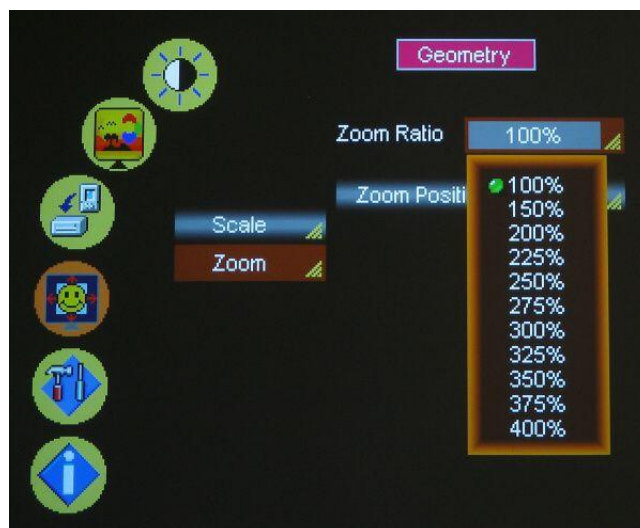 Geometry
Zoom Ratio 100%
Zoom Positi
Scale
Zoom
100%
150%
200%
225%
250%
275%
300%
325%
350%
375%
400%